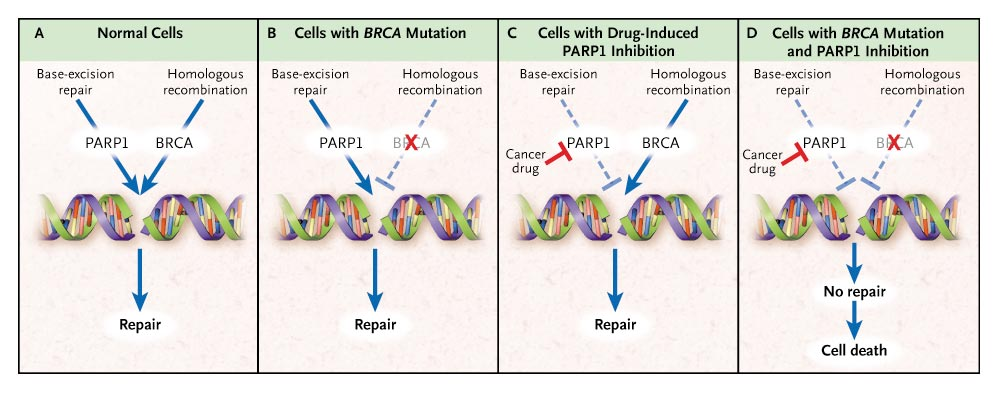 A Normal Cells
Base-excision
repair
Homologous
recombination
PARP1
BRCA
Repair
B Cells with BRCA Mutation
Base-excision
repair
Homologous
recombination
PARP1
BRCA
X
Repair
C Cells with Drug-Induced
PARP1 Inhibition
Base-excision
repair
Homologous
recombination
PARP1
BRCA
Cancer
drug
Repair
D Cells with BRCA Mutation
and PARP1 Inhibition
Base-excision
repair
Homologous
recombination
PARP1
BRCA
X
Cancer
drug
No repair
Cell death